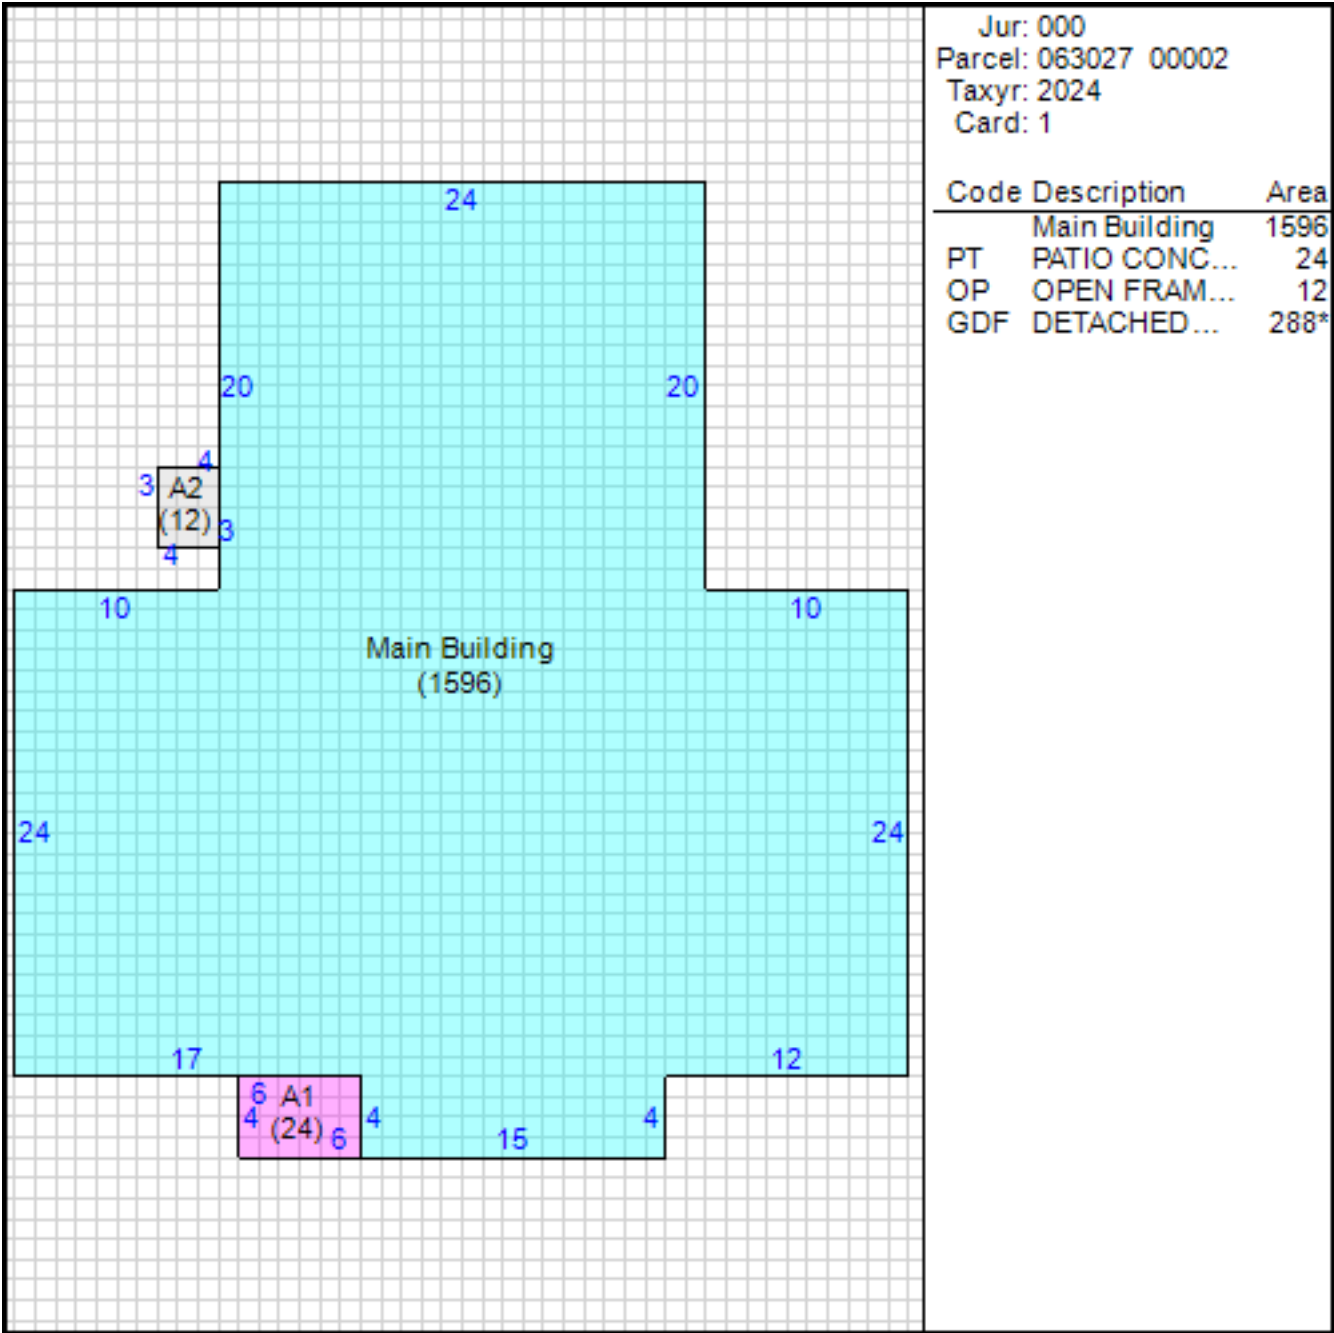 Jur: 000
Parcel: 063027 00002
Taxyr: 2024
Card: 1
Code Description Area
Main Building 1596
PT PATIO CONC... 24
OP OPEN FRAM... 12
GDF DETACHED... 288*
24
20 20
4
3 A2
(12) 3
4
10 10
Main Building
(1596)
24 24
17 12
6 A1
4 (24) 6 4 15 4